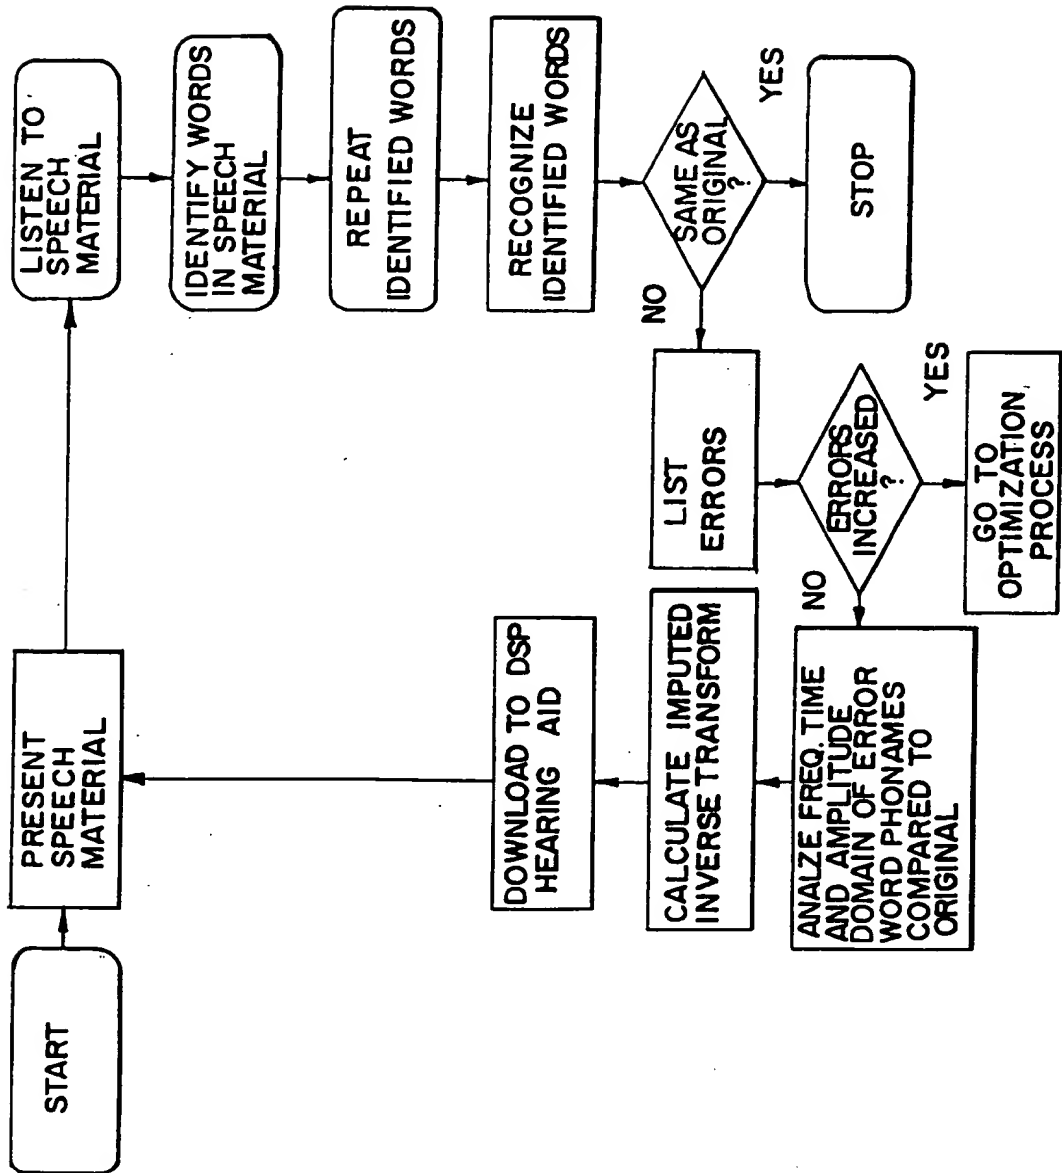 START
PRESENT
SPEECH
MATERIAL
LISTEN TO
SPEECH
MATERIAL
IDENTIFY WORDS
IN SPEECH
MATERIAL
REPEAT
IDENTIFIED WORDS
RECOGNIZE
IDENTIFIED WORDS
SAME AS
ORIGINAL
?
YES
STOP
NO
LIST
ERRORS
ERRORS
INCREASED
?
YES
GO TO
OPTIMIZATION
PROCESS
NO
ANALZE FREQ. TIME
AND AMPLITUDE
DOMAIN OF ERROR
WORD PHONAMES
COMPARED TO
ORIGINAL
CALCULATE IMPUTED
INVERSE TRANSFORM
DOWNLOAD TO DSP
HEARING AID